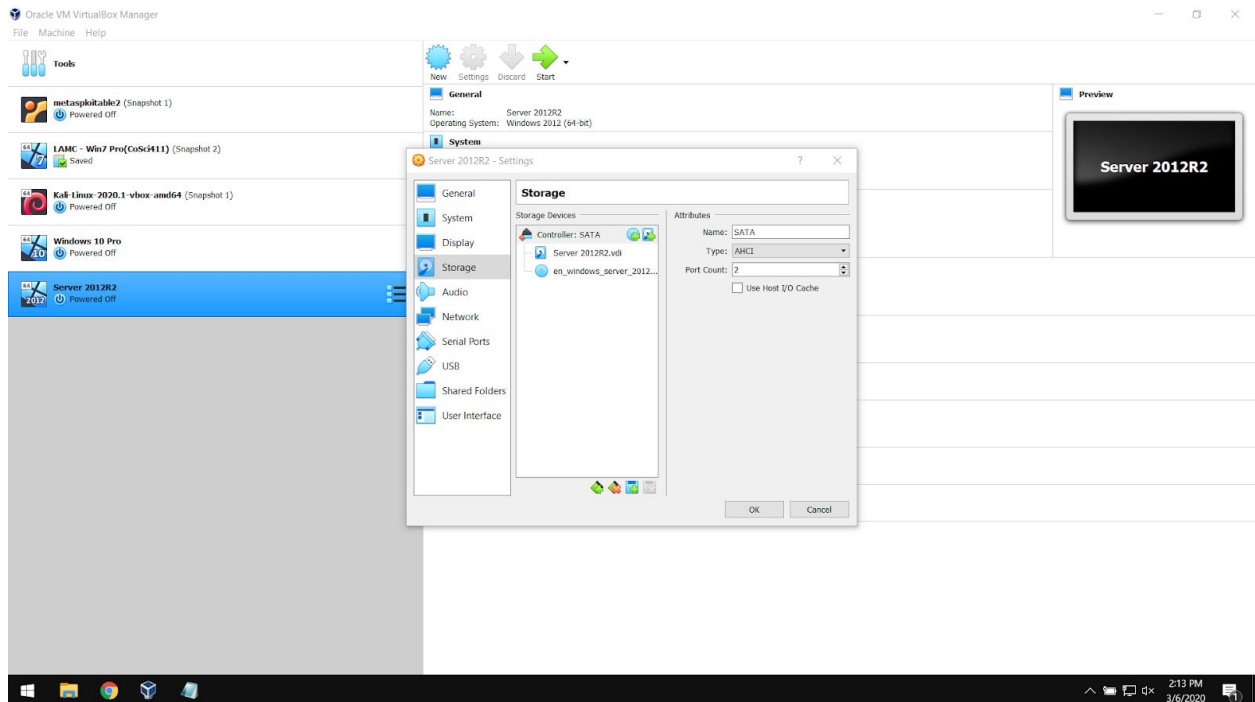 Oracle VM VirtualBox Manager
File Machine Help
Tools
New Settings Discard Start
metasploitable2 (Snapshot 1)
Powered Off
LAMC - Win7 Pro(CoSci411) (Snapshot 2)
Saved
Kali-Linux-2020.1-vbox-amd64 (Snapshot 1)
Powered Off
Windows 10 Pro
Powered Off
Server 2012R2
Powered Off
General
Name: Server 2012R2
Operating System: Windows 2012 (64-bit)
System
Preview
Server 2012R2
Server 2012R2 - Settings
General
System
Display
Storage
Audio
Network
Serial Ports
USB
Shared Folders
User Interface
Storage
Storage Devices
Controller: SATA
Server 2012R2.vdi
en_windows_server_2012...
Attributes
Name: SATA
Type: AHCI
Port Count: 2
Use Host I/O Cache
OK Cancel
2:13 PM
3/6/2020